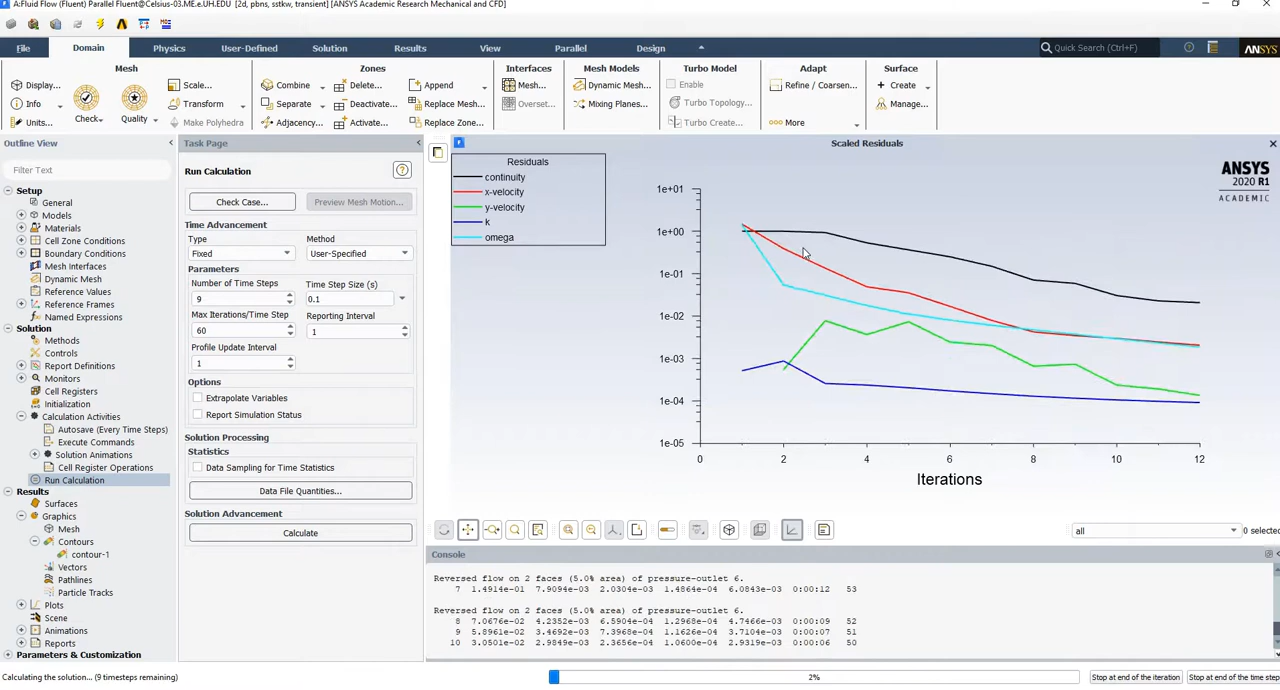 A:Fluid Flow (Fluent) Parallel Fluent@Celsius-03.ME.e.UH.EDU [2d, pbns, sstkw, transient] [ANSYS Academic Research Mechanical and CFD]
File Domain Physics User-Defined Solution Results View Parallel Design Quick Search (Ctrl+F) ANSYS
Mesh Zones Interfaces Mesh Models Turbo Model Adapt Surface
Display... Scale... Combine Delete... Append Mesh... Dynamic Mesh... Enable Refine / Coarsen... Create
Info Transform Separate Deactivate... Replace Mesh... Overset... Mixing Planes... Turbo Topology... Manage...
Units... Check Quality Make Polyhedra Adjacency... Activate... Replace Zone... Turbo Create... More
Outline View
Filter Text
Setup
General
Models
Materials
Cell Zone Conditions
Boundary Conditions
Mesh Interfaces
Dynamic Mesh
Reference Values
Reference Frames
Named Expressions
Solution
Methods
Controls
Report Definitions
Monitors
Cell Registers
Initialization
Calculation Activities
Autosave (Every Time Steps)
Execute Commands
Solution Animations
Cell Register Operations
Run Calculation
Results
Surfaces
Graphics
Mesh
Contours
contour-1
Vectors
Pathlines
Particle Tracks
Plots
Scene
Animations
Reports
Parameters & Customization
Task Page
Run Calculation
Check Case... Preview Mesh Motion...
Time Advancement
Type Method
Fixed User-Specified
Parameters
Number of Time Steps Time Step Size (s)
9 0.1
Max Iterations/Time Step Reporting Interval
60 1
Profile Update Interval
1
Options
Extrapolate Variables
Report Simulation Status
Solution Processing
Statistics
Data Sampling for Time Statistics
Data File Quantities...
Solution Advancement
Calculate
Scaled Residuals
Residuals
continuity
x-velocity
y-velocity
k
omega
ANSYS
2020 R1
ACADEMIC
1e+01
1e+00
1e-01
1e-02
1e-03
1e-04
1e-05
0 2 4 6 8 10 12
Iterations
all 0 selected
Console
Reversed flow on 2 faces (5.0% area) of pressure-outlet 6.
7 1.4914e-01 7.9094e-03 2.0304e-03 1.4864e-04 6.0843e-03 0:00:12 53
Reversed flow on 2 faces (5.0% area) of pressure-outlet 6.
8 7.0676e-02 4.2352e-03 6.5904e-04 1.2968e-04 4.7466e-03 0:00:09 52
9 5.8961e-02 3.4692e-03 7.3968e-04 1.1626e-04 3.7104e-03 0:00:07 51
10 3.0501e-02 2.9849e-03 2.3656e-04 1.0600e-04 2.9319e-03 0:00:06 50
Calculating the solution... (9 timesteps remaining) 2% Stop at end of the iteration Stop at end of the time step